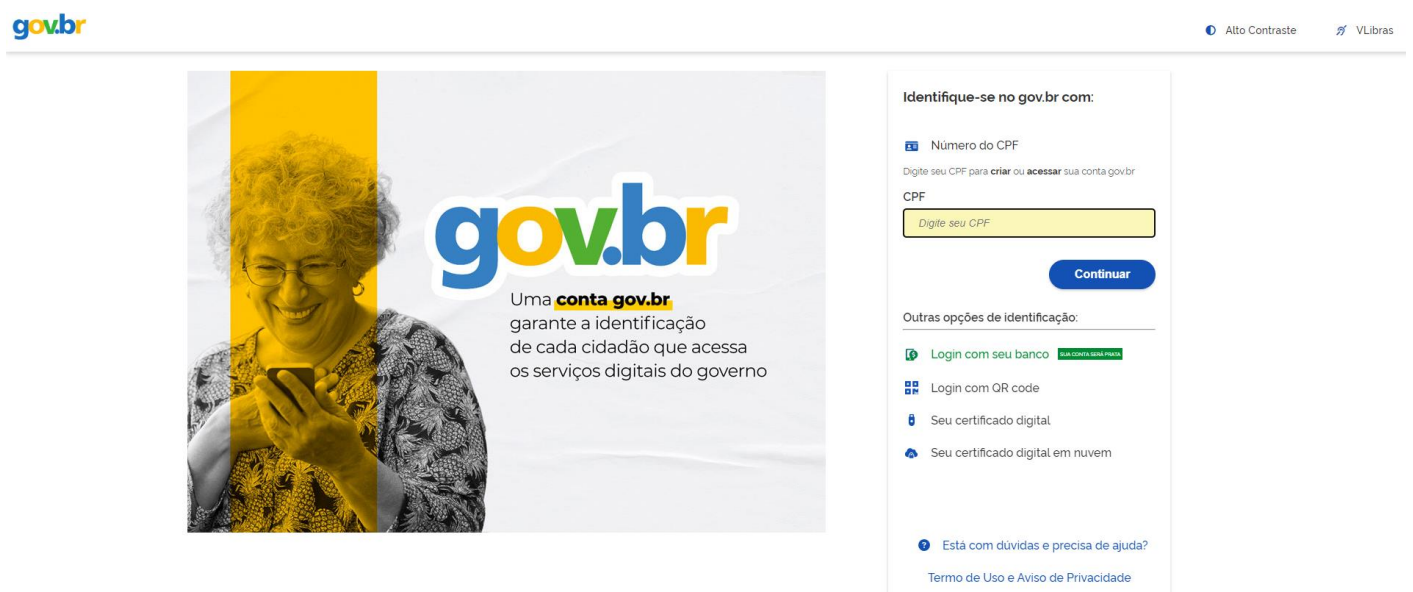 gov.br
Alto Contraste
VLibras
gov.br
Uma conta gov.br
garante a identificação
de cada cidadão que acessa
os serviços digitais do governo
Identifique-se no gov.br com:
Número do CPF
Digite seu CPF para criar ou acessar sua conta gov.br
CPF
Digite seu CPF
Continuar
Outras opções de identificação:
Login com seu banco SUA CONTA SERÁ PRATA
Login com QR code
Seu certificado digital
Seu certificado digital em nuvem
Está com dúvidas e precisa de ajuda?
Termo de Uso e Aviso de Privacidade